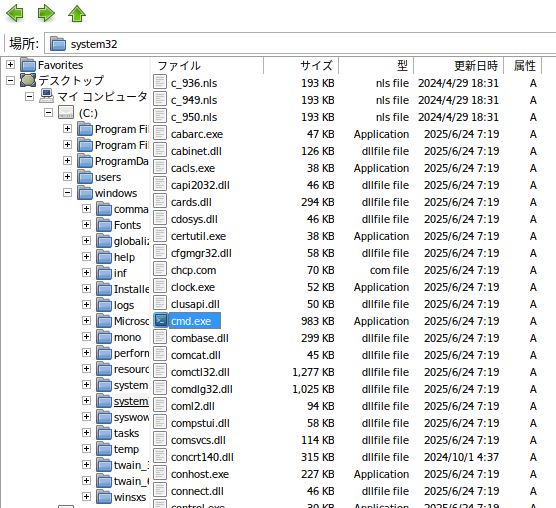 場所: system32
Favorites
デスクトップ
マイ コンピュータ
(C:)
Program Fi
Program Fi
ProgramDa
users
windows
comma
Fonts
globaliz
help
inf
Installe
logs
Microso
mono
perform
resourc
system
system
syswow
tasks
temp
twain_3
twain_6
winsxs
ファイル サイズ 型 更新日時 属性
c_936.nls 193 KB nls file 2024/4/29 18:31 A
c_949.nls 193 KB nls file 2024/4/29 18:31 A
c_950.nls 193 KB nls file 2024/4/29 18:31 A
cabarc.exe 47 KB Application 2025/6/24 7:19 A
cabinet.dll 126 KB dllfile file 2025/6/24 7:19 A
cacls.exe 38 KB Application 2025/6/24 7:19 A
capi2032.dll 46 KB dllfile file 2025/6/24 7:19 A
cards.dll 294 KB dllfile file 2025/6/24 7:19 A
cdosys.dll 46 KB dllfile file 2025/6/24 7:19 A
certutil.exe 38 KB Application 2025/6/24 7:19 A
cfgmgr32.dll 58 KB dllfile file 2025/6/24 7:19 A
chcp.com 70 KB com file 2025/6/24 7:19 A
clock.exe 52 KB Application 2025/6/24 7:19 A
clusapi.dll 50 KB dllfile file 2025/6/24 7:19 A
cmd.exe 983 KB Application 2025/6/24 7:19 A
combase.dll 299 KB dllfile file 2025/6/24 7:19 A
comcat.dll 45 KB dllfile file 2025/6/24 7:19 A
comctl32.dll 1,277 KB dllfile file 2025/6/24 7:19 A
comdlg32.dll 1,025 KB dllfile file 2025/6/24 7:19 A
coml2.dll 94 KB dllfile file 2025/6/24 7:19 A
compstui.dll 58 KB dllfile file 2025/6/24 7:19 A
comsvcs.dll 114 KB dllfile file 2025/6/24 7:19 A
concrt140.dll 315 KB dllfile file 2024/10/1 4:37 A
conhost.exe 227 KB Application 2025/6/24 7:19 A
connect.dll 46 KB dllfile file 2025/6/24 7:19 A
control.exe 30 KB Application 2025/6/24 7:19 A